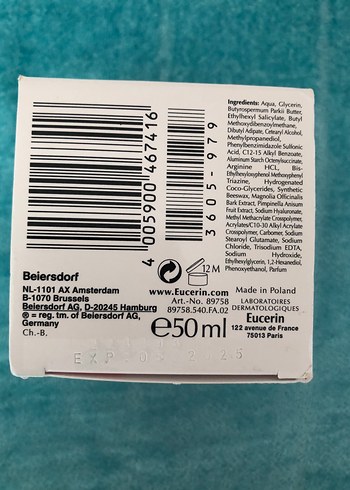 Ingredients: Aqua, Glycerin,
Butyrospermum Parkii Butter,
Ethylhexyl Salicylate, Butyl
Methoxydibenzoylmethane,
Dibutyl Adipate, Cetearyl Alcohol,
Methylpropanediol,
Phenylbenzimidazole Sulfonic
Acid, C12-15 Alkyl Benzoate,
Aluminum Starch Octenylsuccinate,
Arginine HCL, Bis-
Ethylhexyloxyphenol Methoxyphenyl
Triazine, Hydrogenated
Coco-Glycerides, Synthetic
Beeswax, Magnolia Officinalis
Bark Extract, Pimpinella Anisum
Fruit Extract, Sodium Hyaluronate,
Methyl Methacrylate Crosspolymer,
Acrylates/C10-30 Alkyl Acrylate
Crosspolymer, Carbomer, Sodium
Stearoyl Glutamate, Sodium
Chloride, Trisodium EDTA,
Sodium Hydroxide,
Ethylhexylglycerin, 1,2-Hexanediol,
Phenoxyethanol, Parfum
4 005900 467416
3605-979
Beiersdorf
NL-1101 AX Amsterdam
B-1070 Brussels
Beiersdorf AG, D-20245 Hamburg
® = reg. tm. of Beiersdorf AG,
Germany
Ch.-B.
12 M
www.Eucerin.com
Art.-No. 89758
89758.540.FA.02
℮50 ml
Made in Poland
LABORATOIRES
DERMATOLOGIQUES
Eucerin
122 avenue de France
75013 Paris
EXP
25